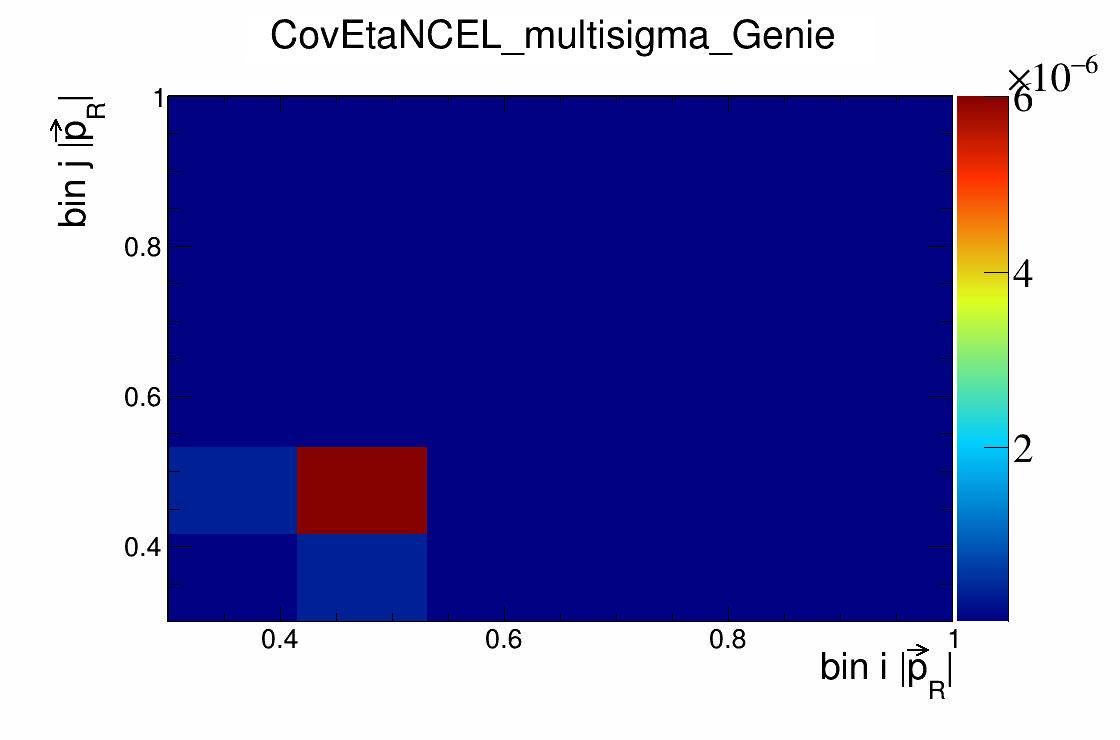 CovEtaNCEL_multisigma_Genie
×10⁻⁶
bin j |p⃗_R|
1
0.8
0.6
0.4
6
4
2
0.4 0.6 0.8 1
bin i |p⃗_R|